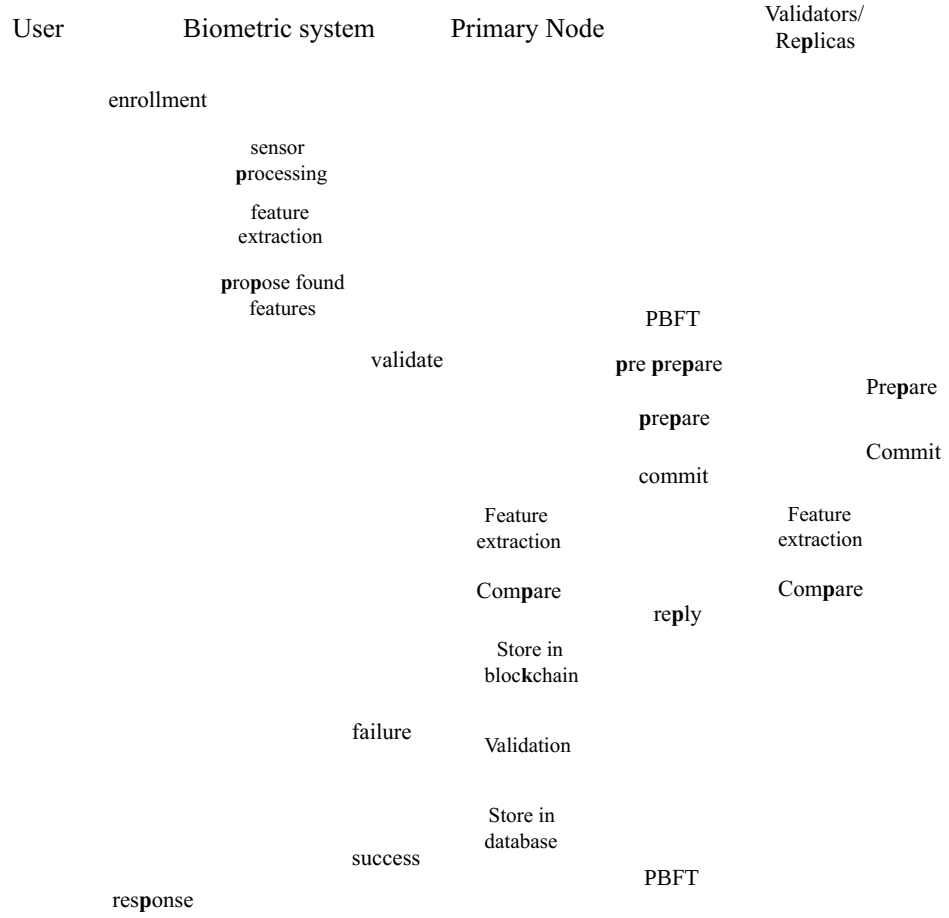 User
Biometric system
Primary Node
Validators/
Replicas
enrollment
sensor
processing
feature
extraction
propose found
features
PBFT
validate
pre prepare
Prepare
prepare
Commit
commit
Feature
extraction
Feature
extraction
Compare
Compare
reply
Store in
blockchain
failure
Validation
Store in
database
success
PBFT
response